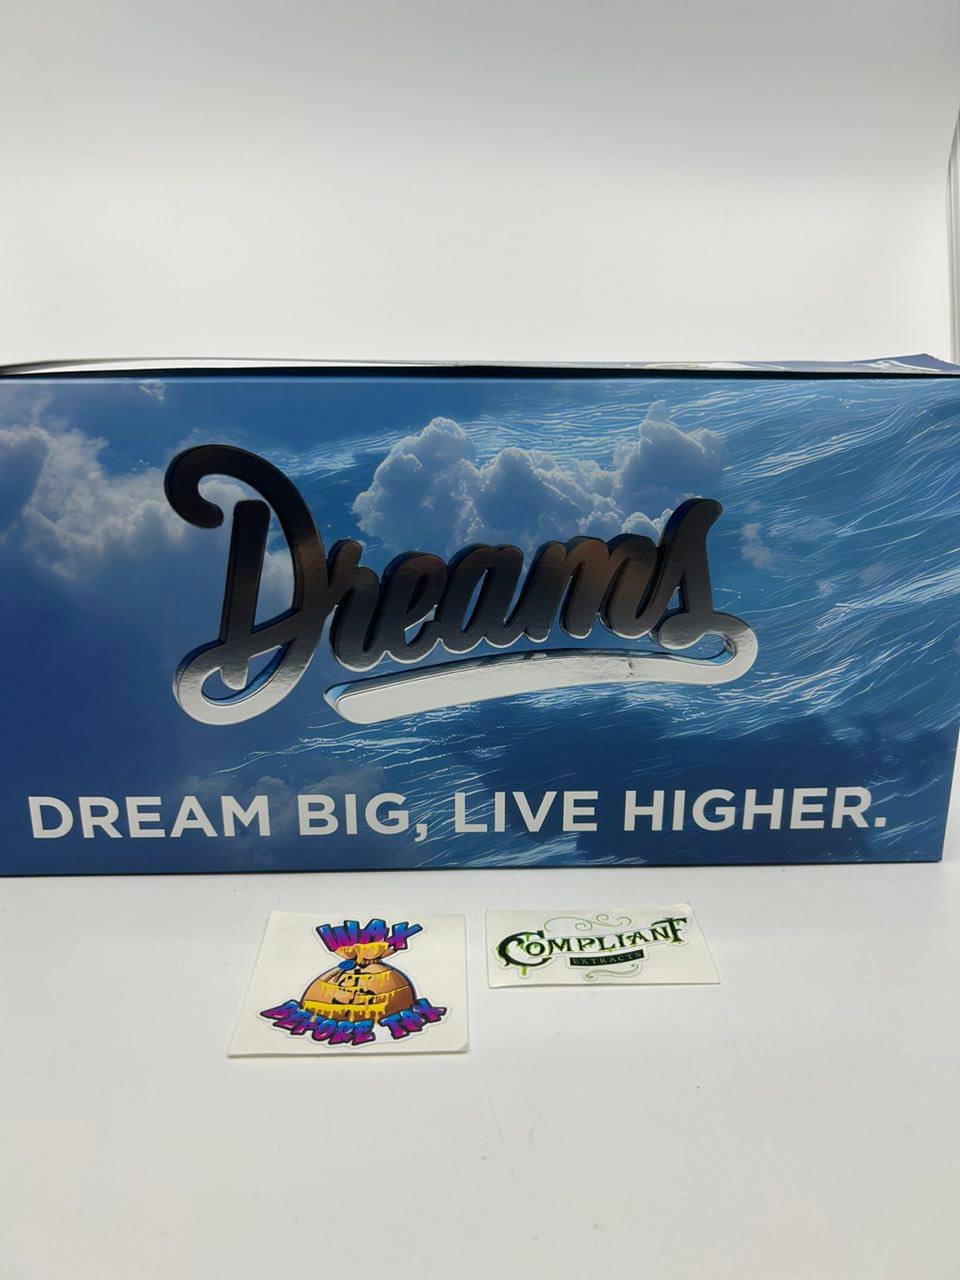 Dreams
DREAM BIG, LIVE HIGHER.
WAX
BEFORE TAX
COMPLIANT
EXTRACTS